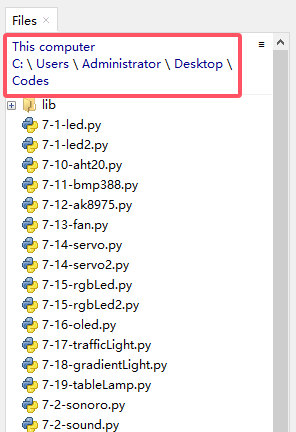 Files ×
This computer
C: \ Users \ Administrator \ Desktop \
Codes
lib
7-1-led.py
7-1-led2.py
7-10-aht20.py
7-11-bmp388.py
7-12-ak8975.py
7-13-fan.py
7-14-servo.py
7-14-servo2.py
7-15-rgbLed.py
7-15-rgbLed2.py
7-16-oled.py
7-17-trafficLight.py
7-18-gradientLight.py
7-19-tableLamp.py
7-2-sonoro.py
7-2-sound.py